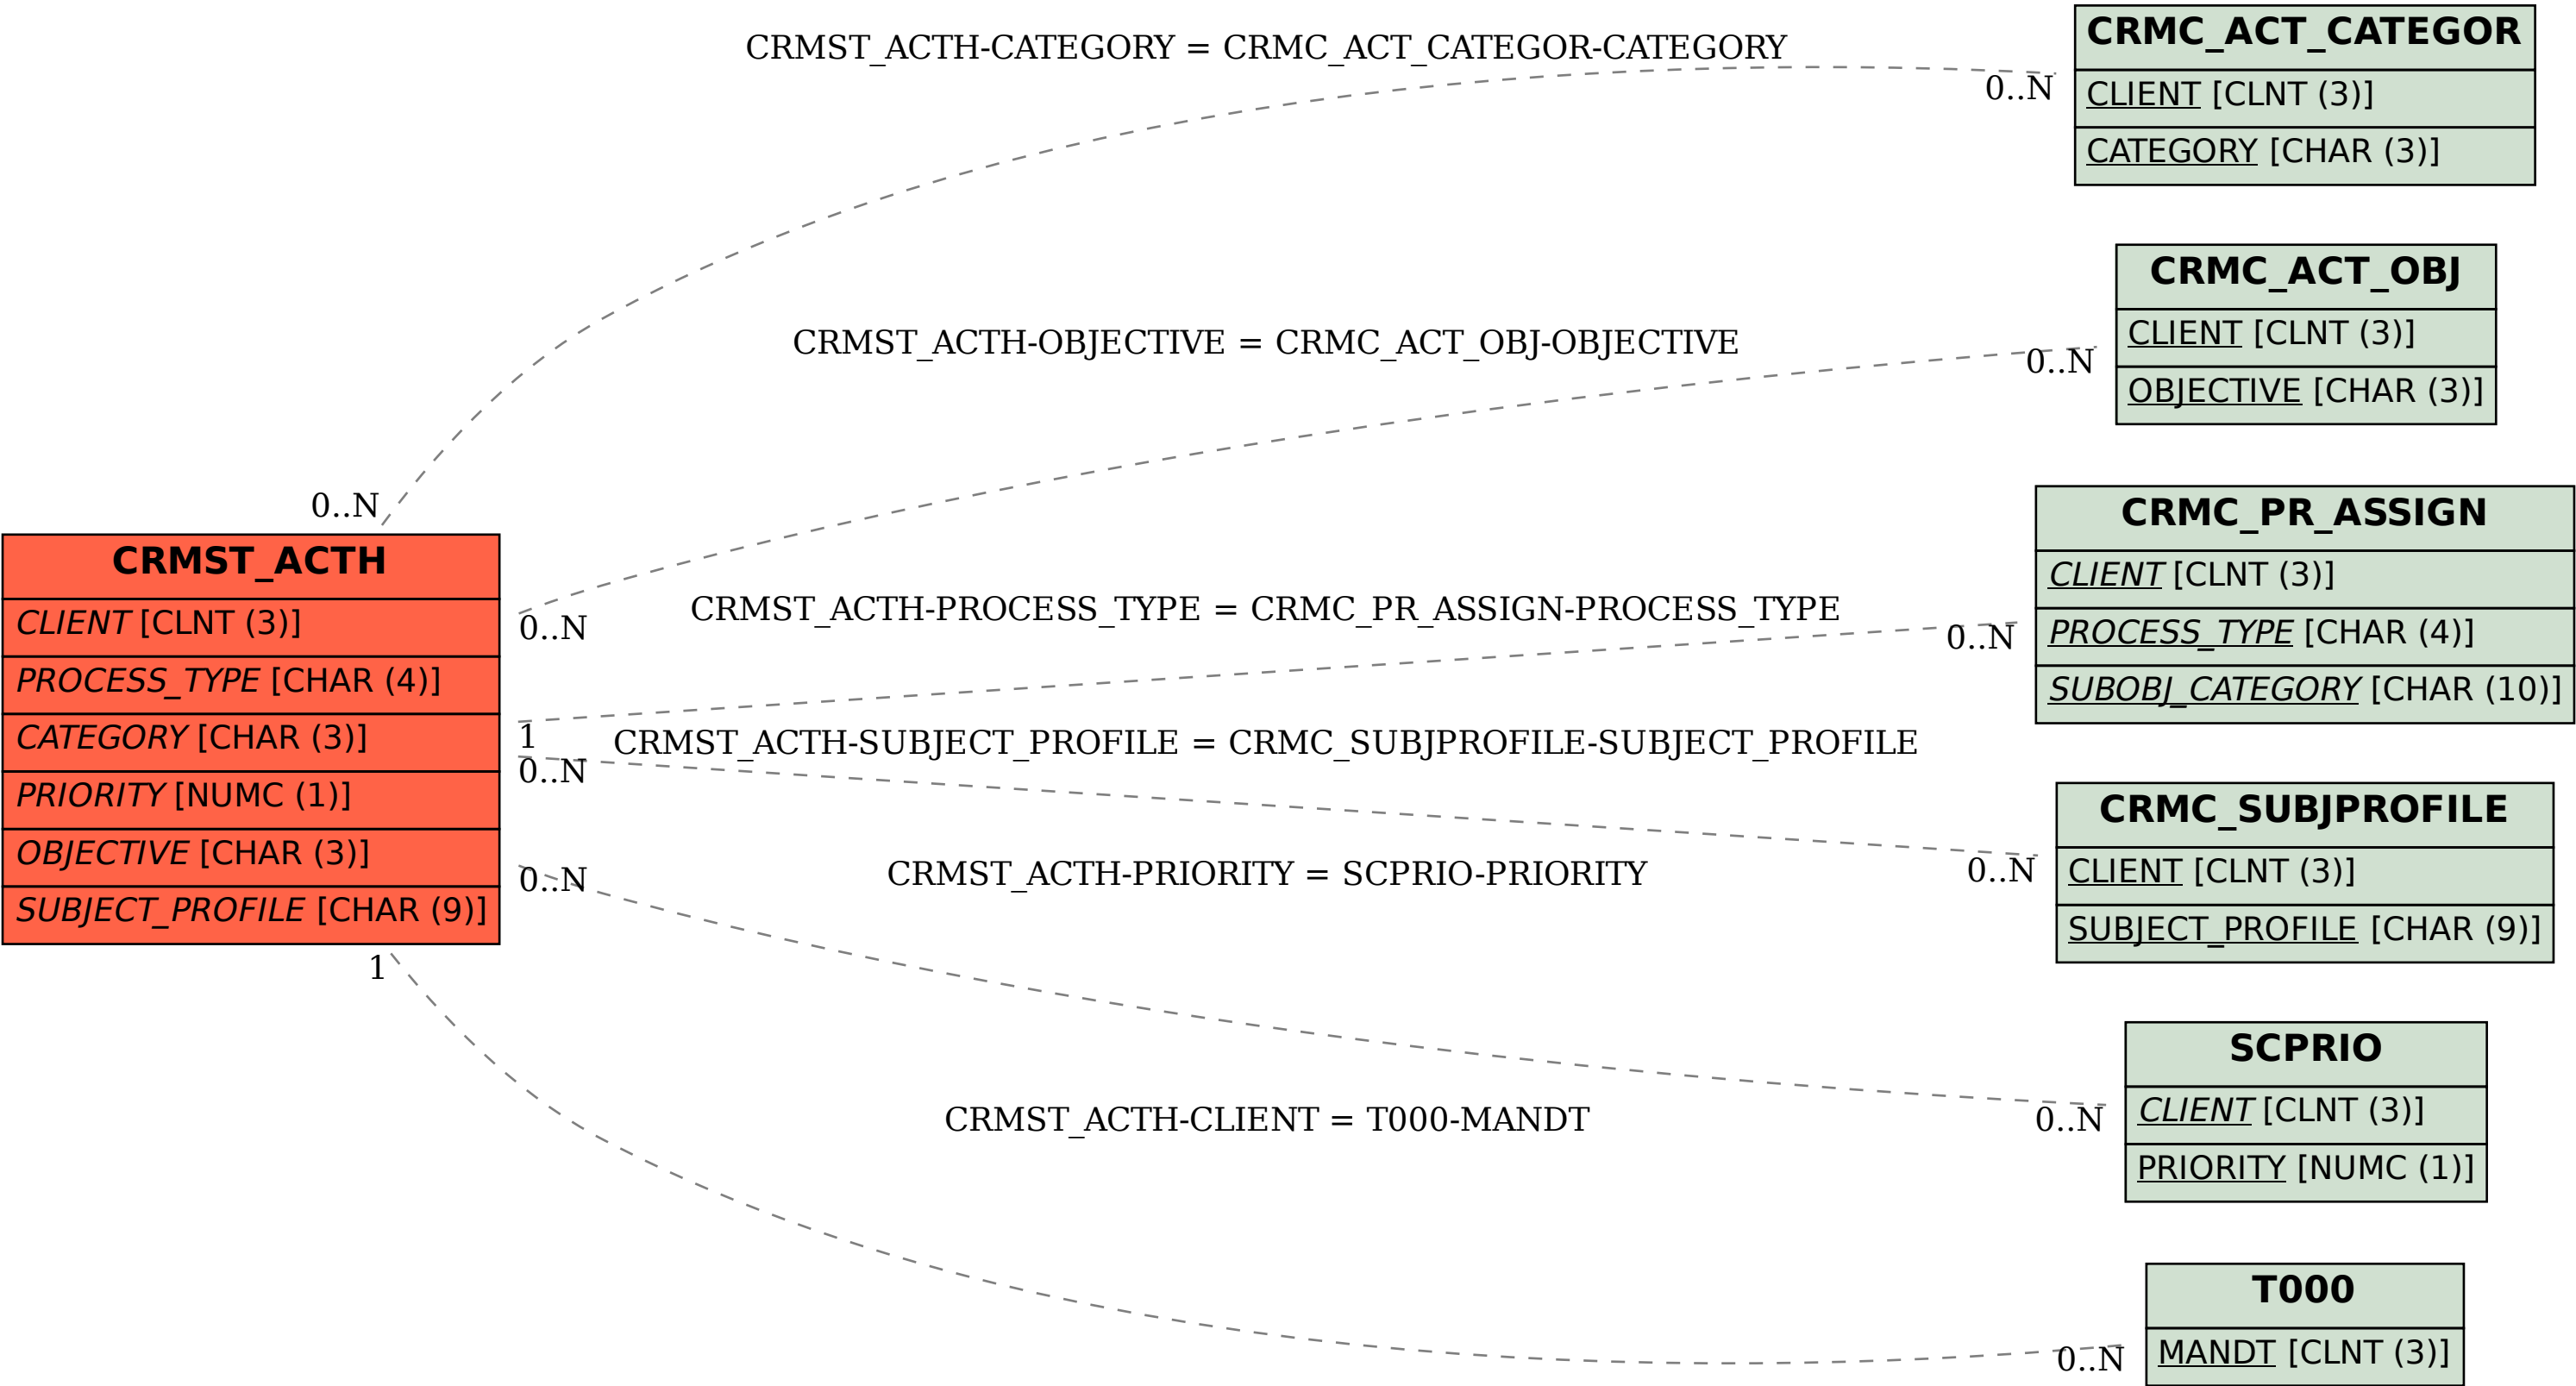 CRMC_ACT_CATEGOR
CLIENT [CLNT (3)]
CATEGORY [CHAR (3)]
CRMST_ACTH-CATEGORY = CRMC_ACT_CATEGOR-CATEGORY
0..N
0..N
CRMC_ACT_OBJ
CLIENT [CLNT (3)]
OBJECTIVE [CHAR (3)]
CRMST_ACTH-OBJECTIVE = CRMC_ACT_OBJ-OBJECTIVE
0..N
0..N
CRMST_ACTH
CLIENT [CLNT (3)]
PROCESS_TYPE [CHAR (4)]
CATEGORY [CHAR (3)]
PRIORITY [NUMC (1)]
OBJECTIVE [CHAR (3)]
SUBJECT_PROFILE [CHAR (9)]
CRMC_PR_ASSIGN
CLIENT [CLNT (3)]
PROCESS_TYPE [CHAR (4)]
SUBOBJ_CATEGORY [CHAR (10)]
CRMST_ACTH-PROCESS_TYPE = CRMC_PR_ASSIGN-PROCESS_TYPE
0..N
1
CRMST_ACTH-SUBJECT_PROFILE = CRMC_SUBJPROFILE-SUBJECT_PROFILE
0..N
0..N
CRMC_SUBJPROFILE
CLIENT [CLNT (3)]
SUBJECT_PROFILE [CHAR (9)]
CRMST_ACTH-PRIORITY = SCPRIO-PRIORITY
0..N
0..N
SCPRIO
CLIENT [CLNT (3)]
PRIORITY [NUMC (1)]
CRMST_ACTH-CLIENT = T000-MANDT
1
0..N
T000
MANDT [CLNT (3)]